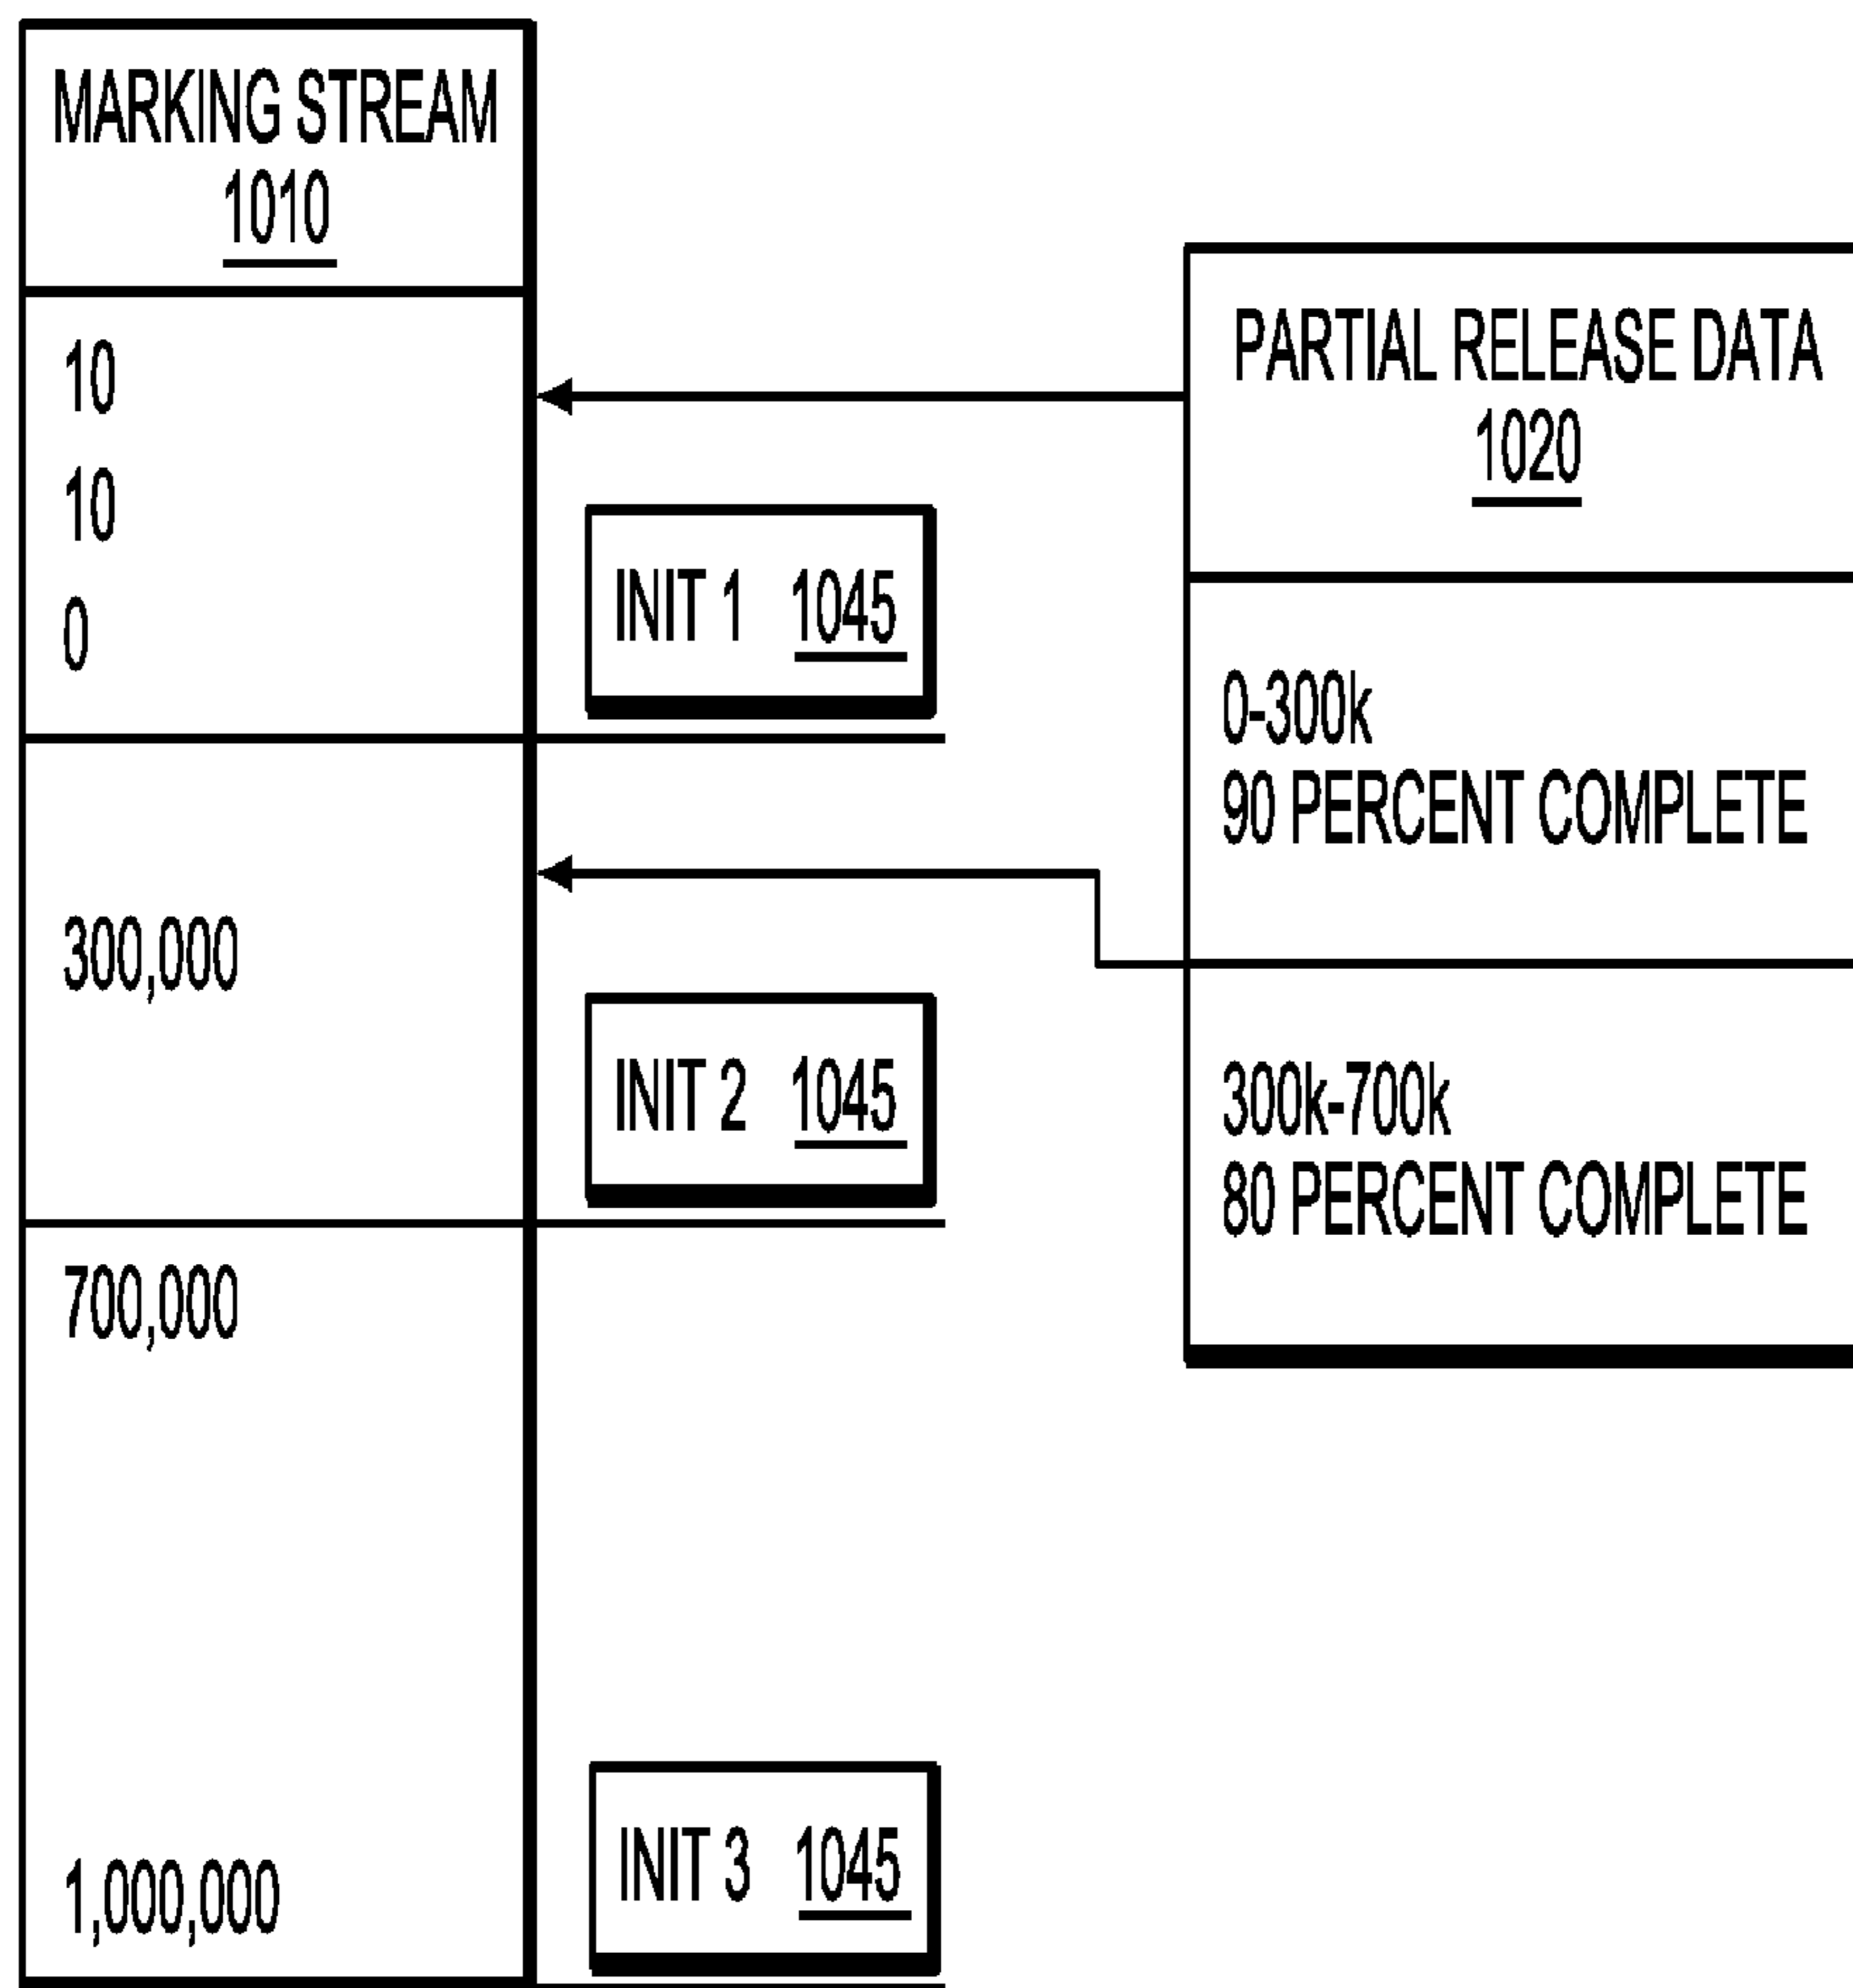 MARKING STREAM
1010
10
10
0
300,000
700,000
1,000,000
INIT 1 1045
INIT 2 1045
INIT 3 1045
PARTIAL RELEASE DATA
1020
0-300k
90 PERCENT COMPLETE
300k-700k
80 PERCENT COMPLETE